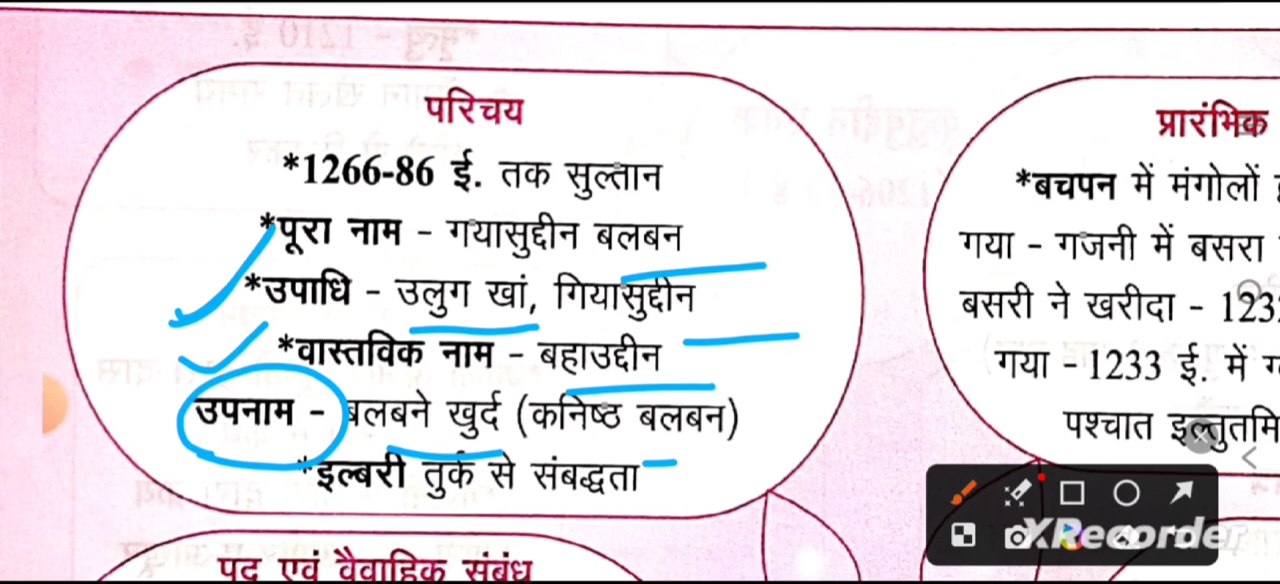 परिचय
*1266-86 ई. तक सुल्तान
*पूरा नाम - गयासुद्दीन बलबन
*उपाधि - उलुग खां, गियासुद्दीन
*वास्तविक नाम - बहाउद्दीन
उपनाम - बलबने खुर्द (कनिष्ठ बलबन)
*इल्बरी तुर्क से संबद्धता
पद एवं वैवाहिक संबंध
प्रारंभिक
*बचपन में मंगोलों
गया - गजनी में बसरा
बसरी ने खरीदा - 123
गया - 1233 ई. में
पश्चात इल्तुतमि
XRecorder